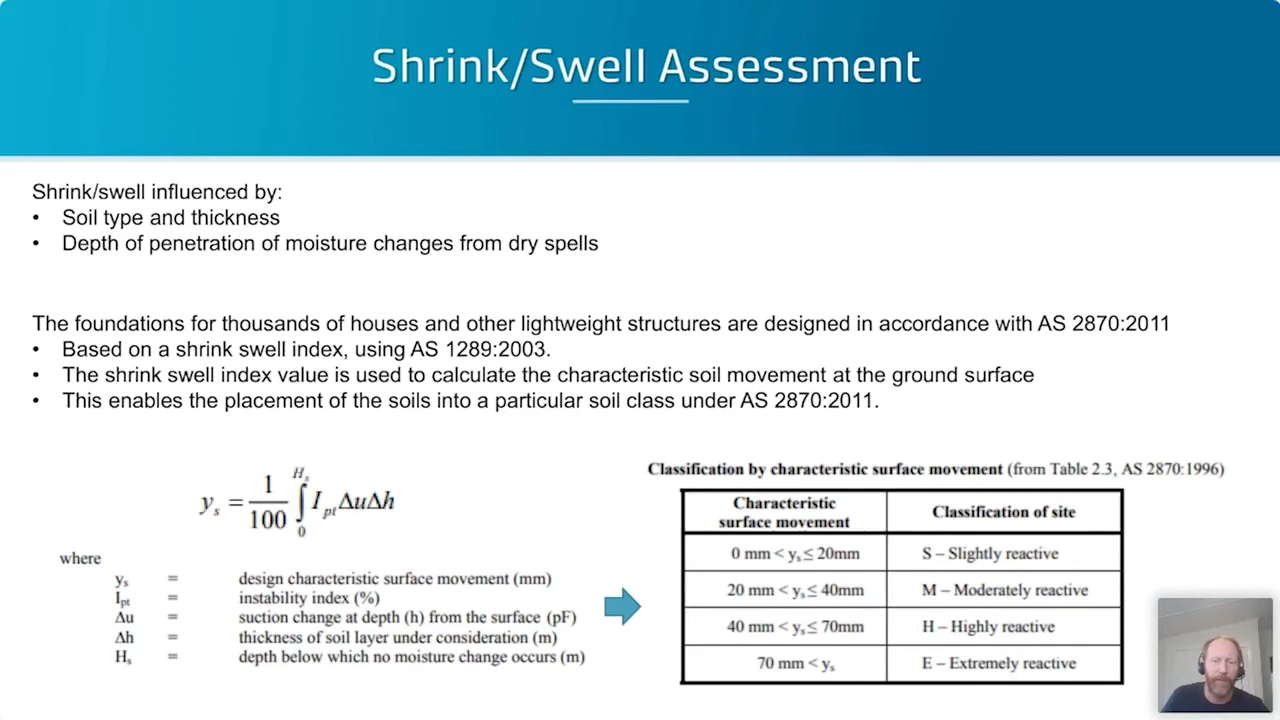 Shrink/Swell Assessment
Shrink/swell influenced by:
• Soil type and thickness
• Depth of penetration of moisture changes from dry spells
The foundations for thousands of houses and other lightweight structures are designed in accordance with AS 2870:2011
• Based on a shrink swell index, using AS 1289:2003.
• The shrink swell index value is used to calculate the characteristic soil movement at the ground surface
• This enables the placement of the soils into a particular soil class under AS 2870:2011.
yₛ = 1/100 ∫₀^Hₛ Iₚₜ Δu Δh
where
yₛ = design characteristic surface movement (mm)
Iₚₜ = instability index (%)
Δu = suction change at depth (h) from the surface (pF)
Δh = thickness of soil layer under consideration (m)
Hₛ = depth below which no moisture change occurs (m)
Classification by characteristic surface movement (from Table 2.3, AS 2870:1996)
Characteristic surface movement | Classification of site
0 mm < yₛ ≤ 20mm | S – Slightly reactive
20 mm < yₛ ≤ 40mm | M – Moderately reactive
40 mm < yₛ ≤ 70mm | H – Highly reactive
70 mm < yₛ | E – Extremely reactive